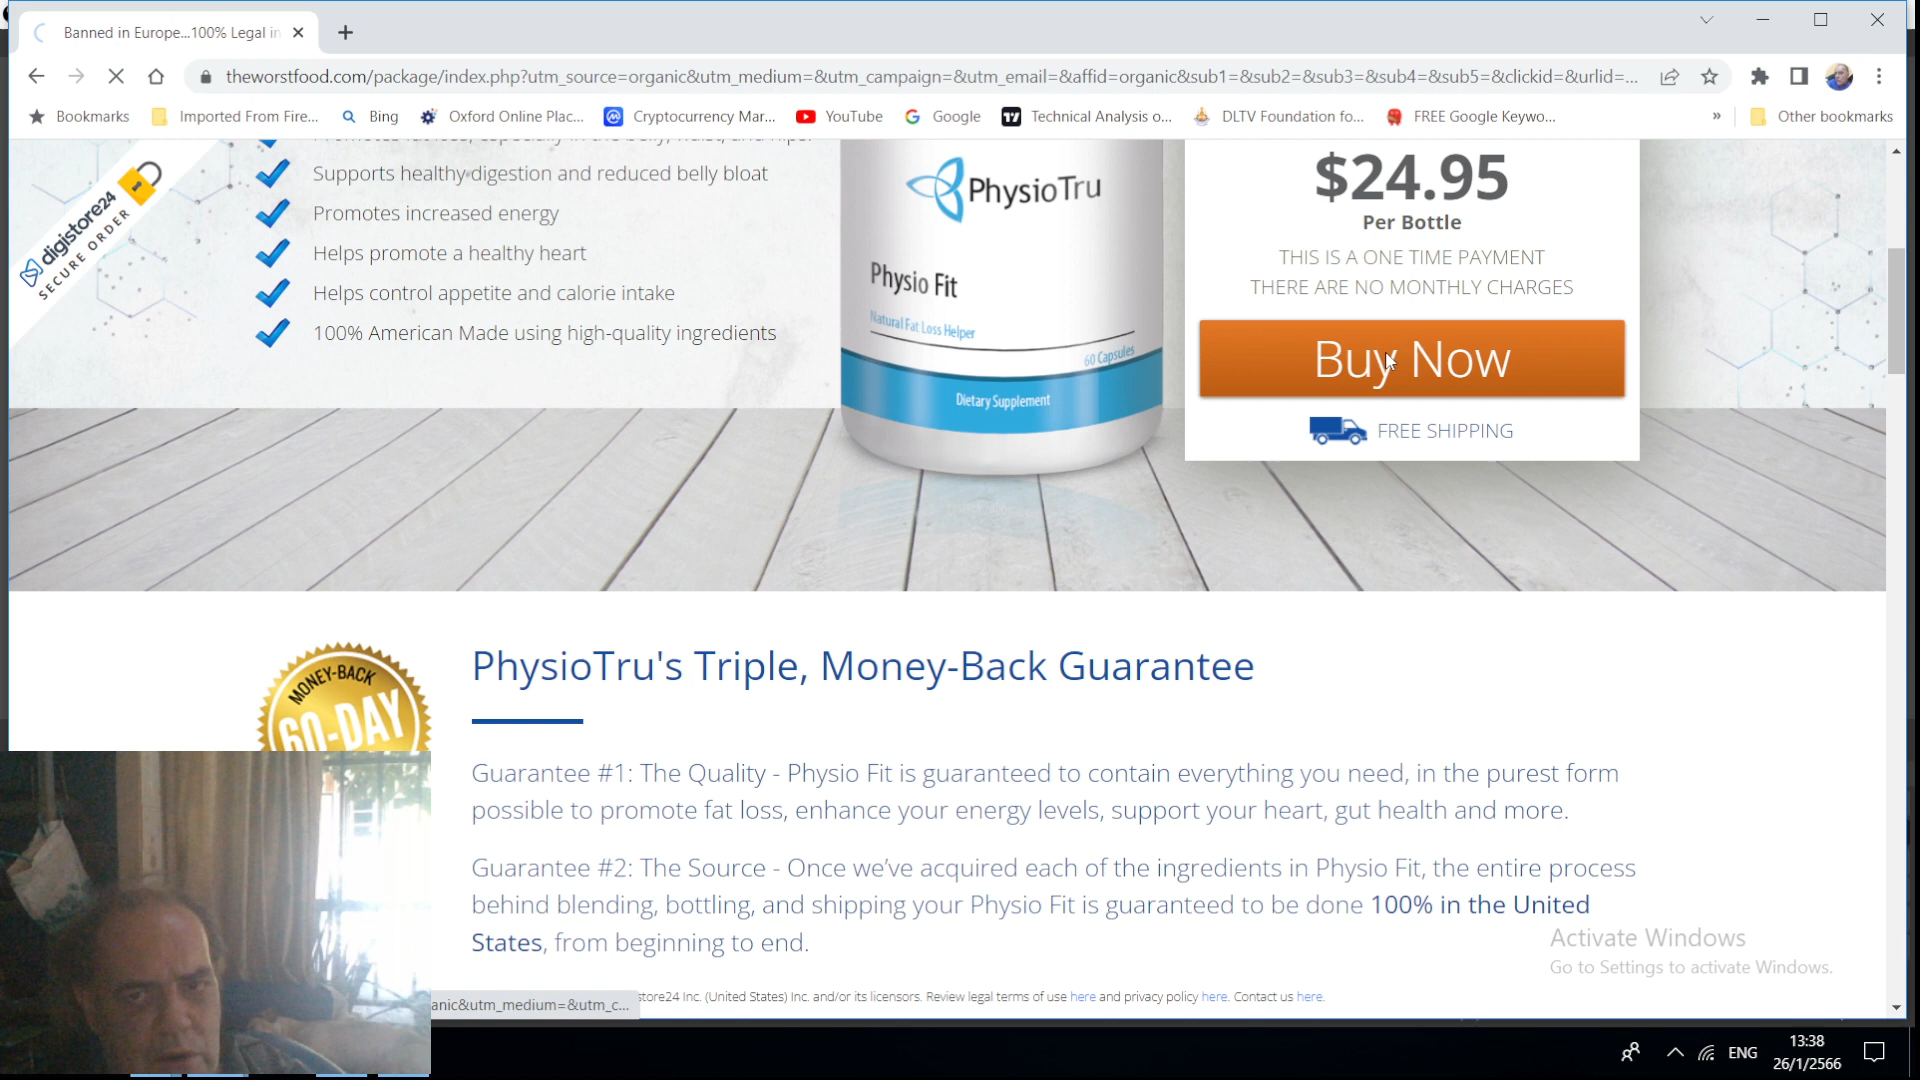 Banned in Europe...100% Legal in
theworstfood.com/package/index.php?utm_source=organic&utm_medium=&utm_campaign=&utm_email=&affid=organic&sub1=&sub2=&sub3=&sub4=&sub5=&clickid=&urlid=...
Bookmarks
Imported From Fire...
Bing
Oxford Online Plac...
Cryptocurrency Mar...
YouTube
Google
Technical Analysis o...
DLTV Foundation fo...
FREE Google Keywo...
»
Other bookmarks
digistore24
SECURE ORDER
Promotes fat loss, especially in the belly, waist, and hips.
Supports healthy digestion and reduced belly bloat
Promotes increased energy
Helps promote a healthy heart
Helps control appetite and calorie intake
100% American Made using high-quality ingredients
PhysioTru
Physio Fit
Natural Fat Loss Helper
60 Capsules
Dietary Supplement
$24.95
Per Bottle
THIS IS A ONE TIME PAYMENT
THERE ARE NO MONTHLY CHARGES
Buy Now
FREE SHIPPING
MONEY-BACK
60-DAY
PhysioTru's Triple, Money-Back Guarantee
Guarantee #1: The Quality - Physio Fit is guaranteed to contain everything you need, in the purest form
possible to promote fat loss, enhance your energy levels, support your heart, gut health and more.
Guarantee #2: The Source - Once we've acquired each of the ingredients in Physio Fit, the entire process
behind blending, bottling, and shipping your Physio Fit is guaranteed to be done 100% in the United
States, from beginning to end.
Activate Windows
Go to Settings to activate Windows.
anic&utm_medium=&utm_c...
store24 Inc. (United States) Inc. and/or its licensors. Review legal terms of use here and privacy policy here. Contact us here.
ENG
13:38
26/1/2566